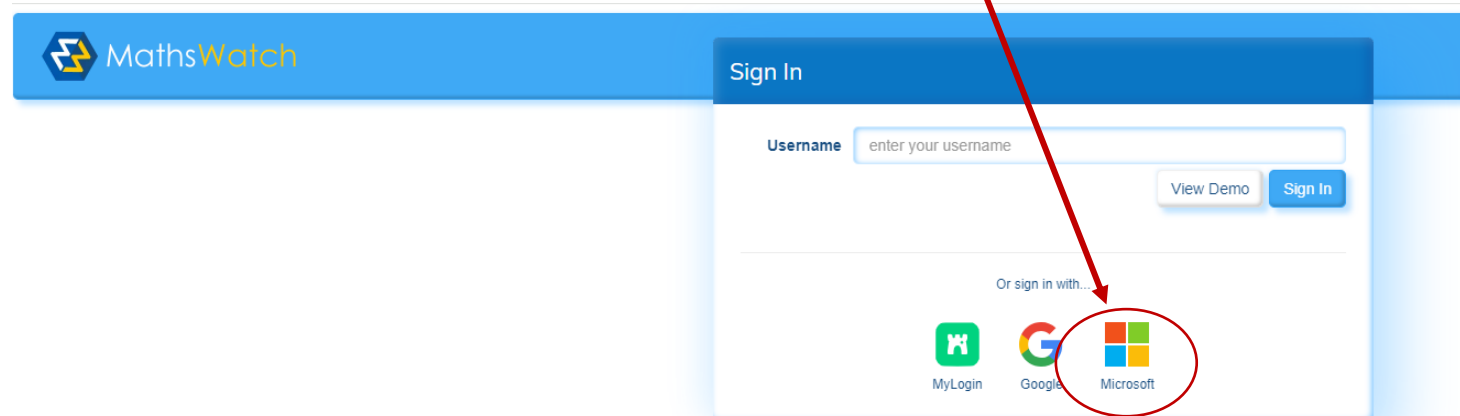 MathsWatch
Sign In
Username enter your username
View Demo Sign In
Or sign in with...
MyLogin Google Microsoft